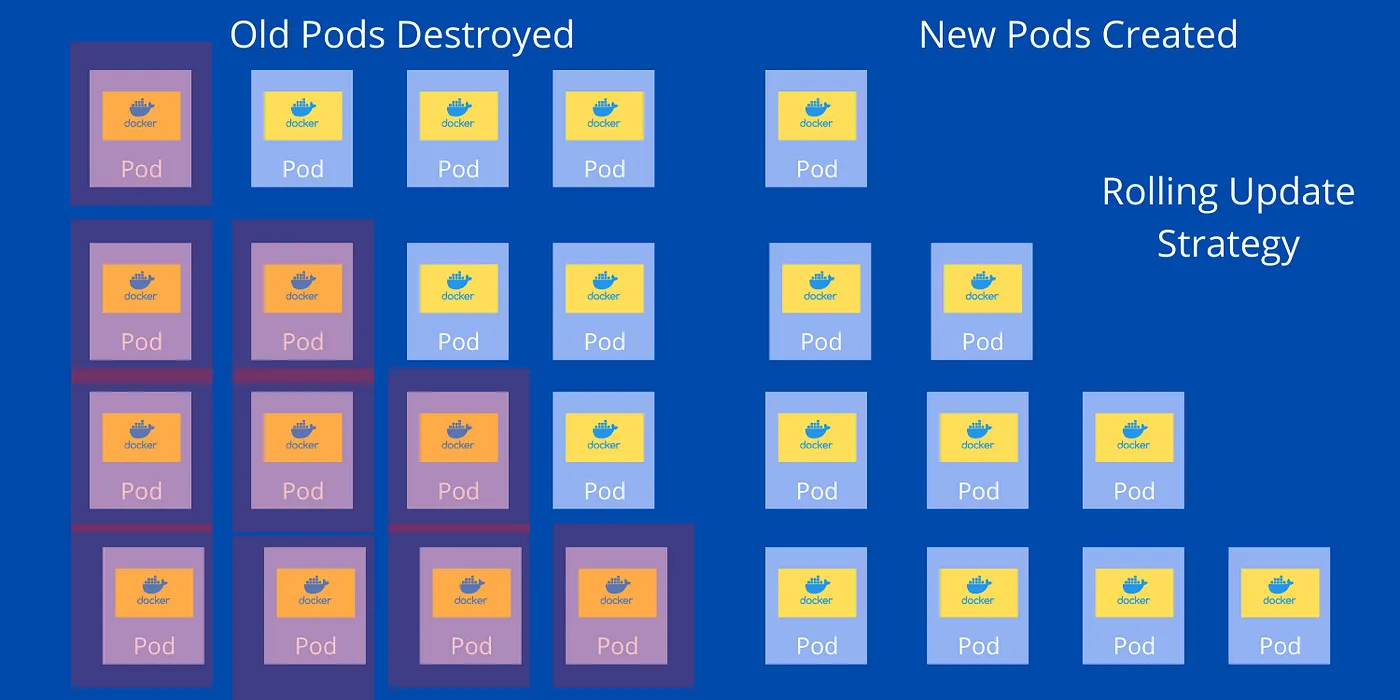 Old Pods Destroyed
New Pods Created
docker docker docker docker docker
Pod Pod Pod Pod Pod
Rolling Update
Strategy
docker docker docker docker docker docker
Pod Pod Pod Pod Pod Pod
docker docker docker docker docker docker docker
Pod Pod Pod Pod Pod Pod Pod
docker docker docker docker docker docker docker docker
Pod Pod Pod Pod Pod Pod Pod Pod